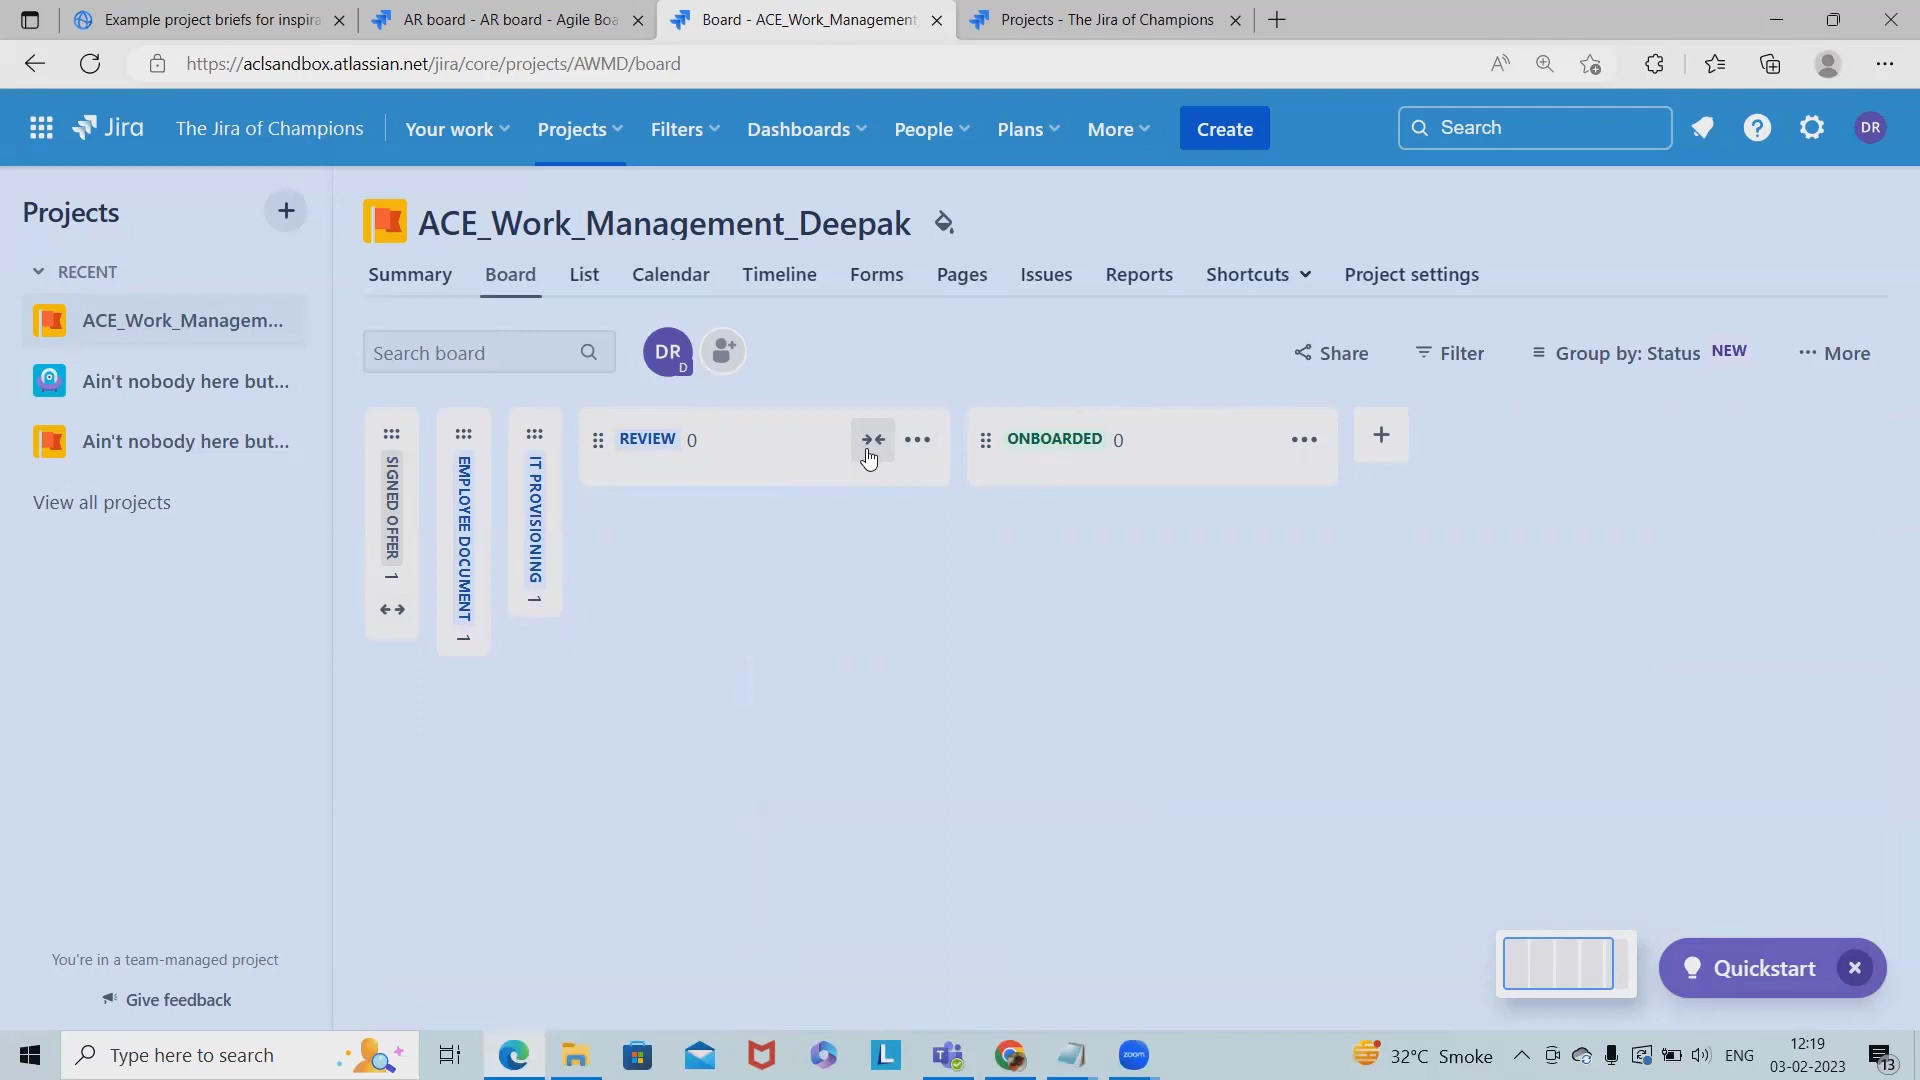 Example project briefs for inspira
AR board - AR board - Agile Boa
Board - ACE_Work_Management
Projects - The Jira of Champions
https://aclsandbox.atlassian.net/jira/core/projects/AWMD/board
Jira
The Jira of Champions
Your work
Projects
Filters
Dashboards
People
Plans
More
Create
Search
DR
Projects
RECENT
ACE_Work_Managem...
Ain't nobody here but...
Ain't nobody here but...
View all projects
You're in a team-managed project
Give feedback
ACE_Work_Management_Deepak
Summary
Board
List
Calendar
Timeline
Forms
Pages
Issues
Reports
Shortcuts
Project settings
Search board
DR
D
Share
Filter
Group by: Status NEW
More
SIGNED OFFER 1
EMPLOYEE DOCUMENT 1
IT PROVISIONING 1
REVIEW 0
ONBOARDED 0
Quickstart
Type here to search
zoom
32°C Smoke
ENG
12:19
03-02-2023
13